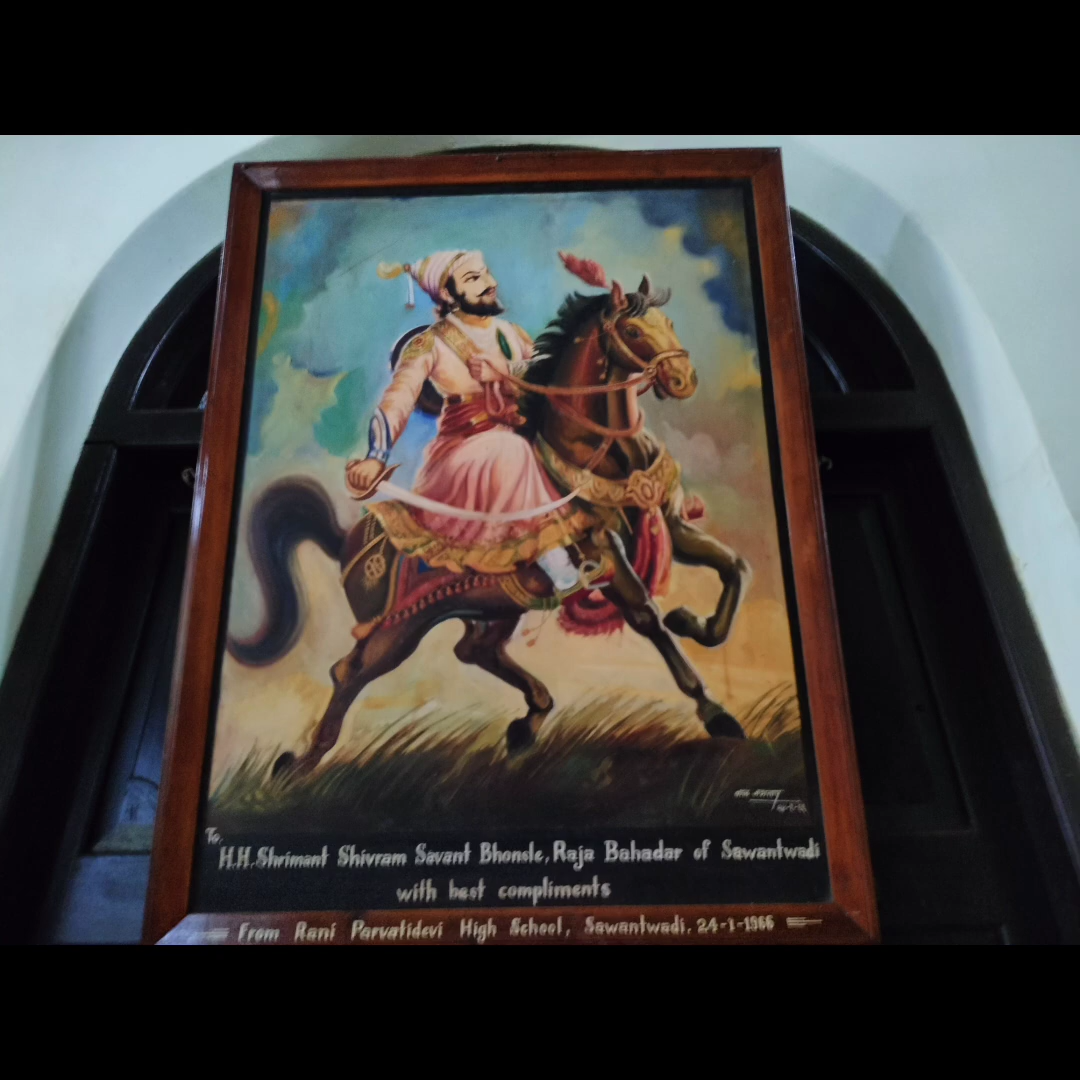 To,
H.H. Shrimant Shivram Savant Bhonsle, Raja Bahadar of Sawantwadi
with best compliments
From Rani Parvatidevi High School, Sawantwadi, 24-1-1966